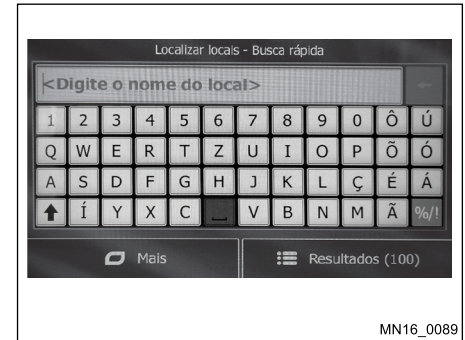 Localizar locais - Busca rápida
<Digite o nome do local>
1 2 3 4 5 6 7 8 9 0 Ô Ú
Q W E R T Z U I O P Õ Ó
A S D F G H J K L Ç É Á
Í Y X C V B N M Ã %/!
Mais Resultados (100)
MN16_0089